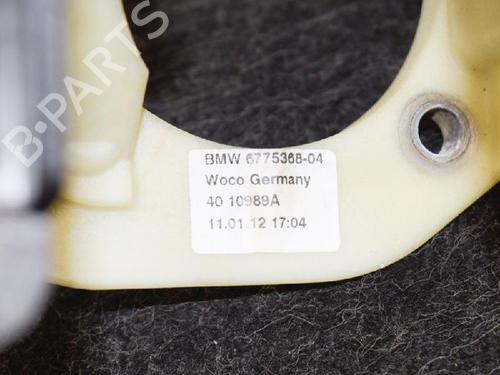 B-PARTS
BMW 6775368-04
Woco Germany
40 10989A
11.01.12 17:04